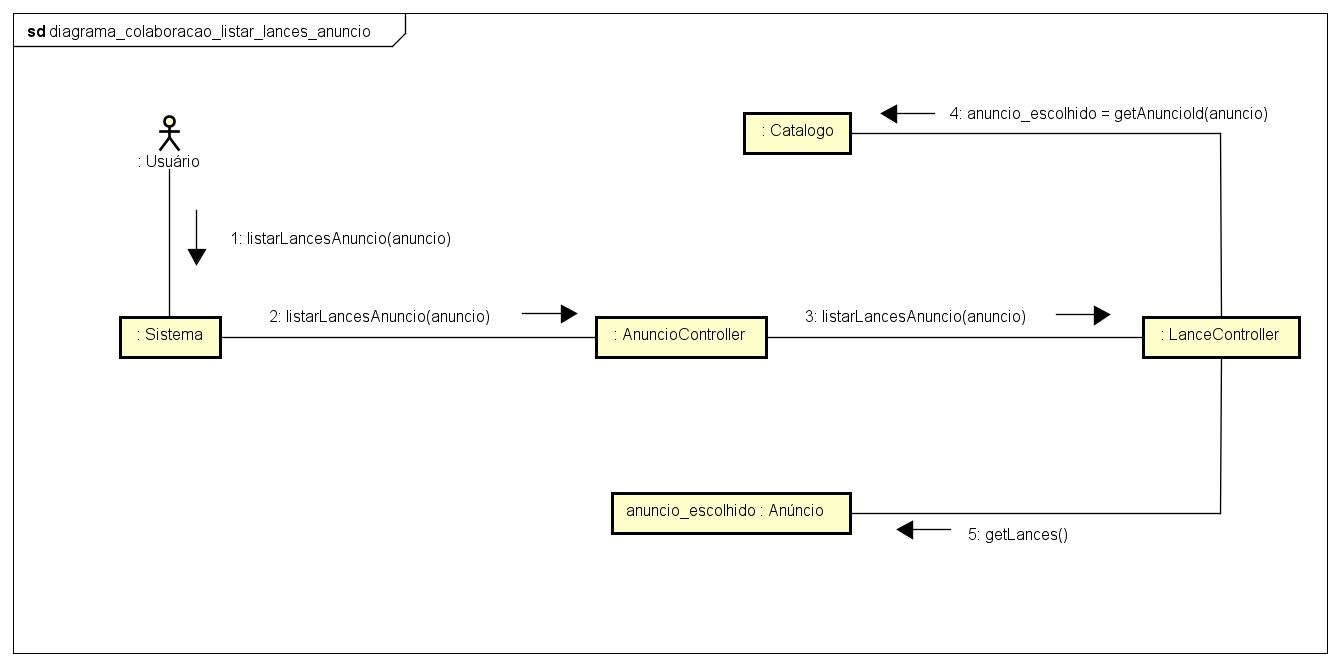 sd diagrama_colaboracao_listar_lances_anuncio
4: anuncio_escolhido = getAnuncioId(anuncio)
: Catalogo
: Usuário
1: listarLancesAnuncio(anuncio)
2: listarLancesAnuncio(anuncio)
3: listarLancesAnuncio(anuncio)
: Sistema
: AnuncioController
: LanceController
anuncio_escolhido : Anúncio
5: getLances()